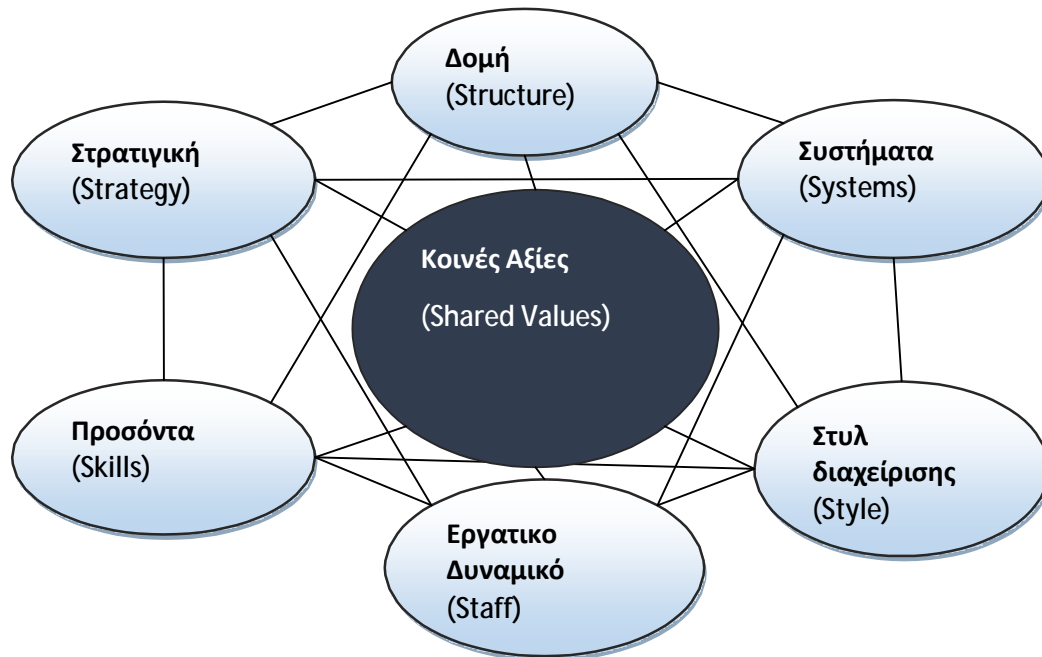 Δομή
(Structure)
Στρατιγική
(Strategy)
Συστήματα
(Systems)
Κοινές Αξίες
(Shared Values)
Προσόντα
(Skills)
Στυλ
διαχείρισης
(Style)
Εργατικο
Δυναμικό
(Staff)